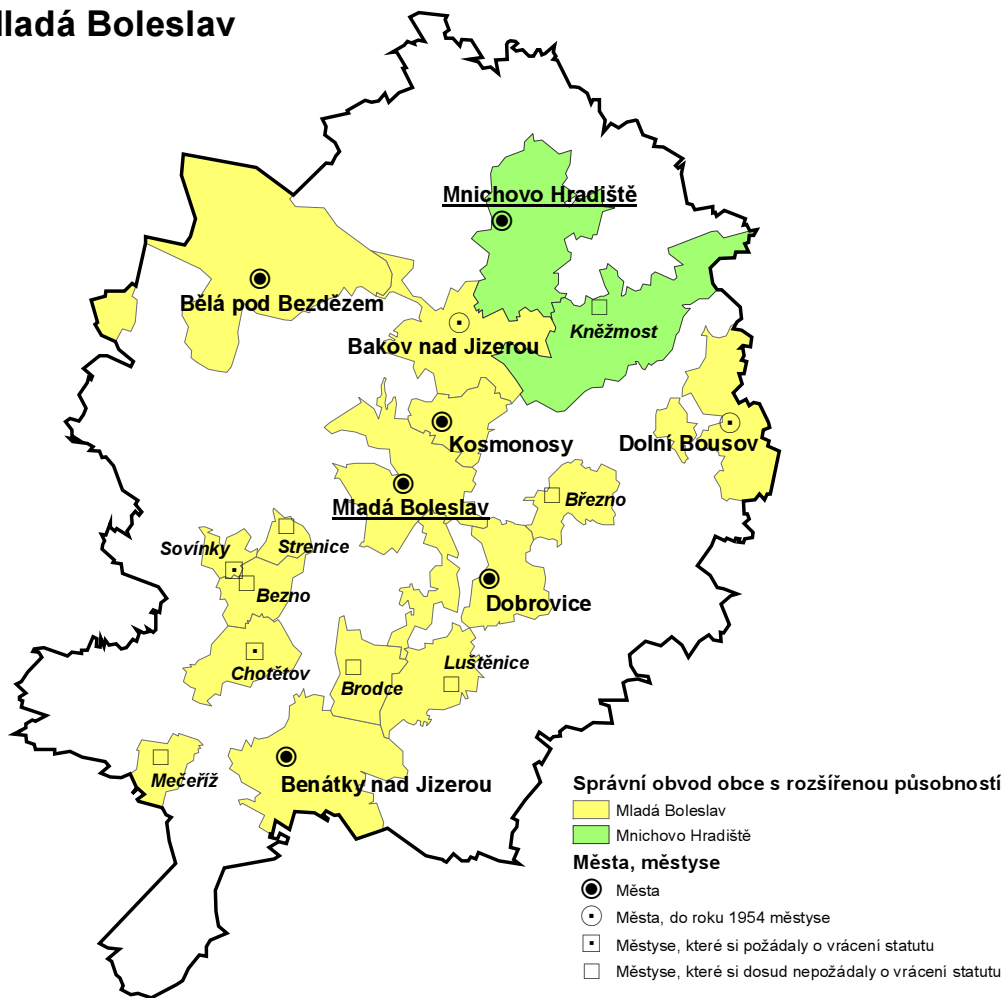 Mladá Boleslav
Mnichovo Hradiště
Bělá pod Bezdězem
Kněžmost
Bakov nad Jizerou
Kosmonosy
Dolní Bousov
Mladá Boleslav
Březno
Sovínky
Strenice
Bezno
Dobrovice
Chotětov
Brodce
Luštěnice
Mečeříž
Benátky nad Jizerou
Správní obvod obce s rozšířenou působností
Mladá Boleslav
Mnichovo Hradiště
Města, městyse
Města
Města, do roku 1954 městyse
Městyse, které si požádaly o vrácení statutu
Městyse, které si dosud nepožádaly o vrácení statutu